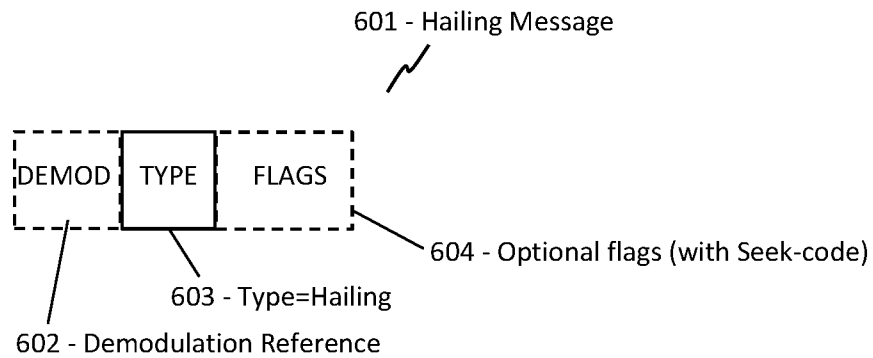 601 - Hailing Message
DEMOD TYPE FLAGS
604 - Optional flags (with Seek-code)
603 - Type=Hailing
602 - Demodulation Reference